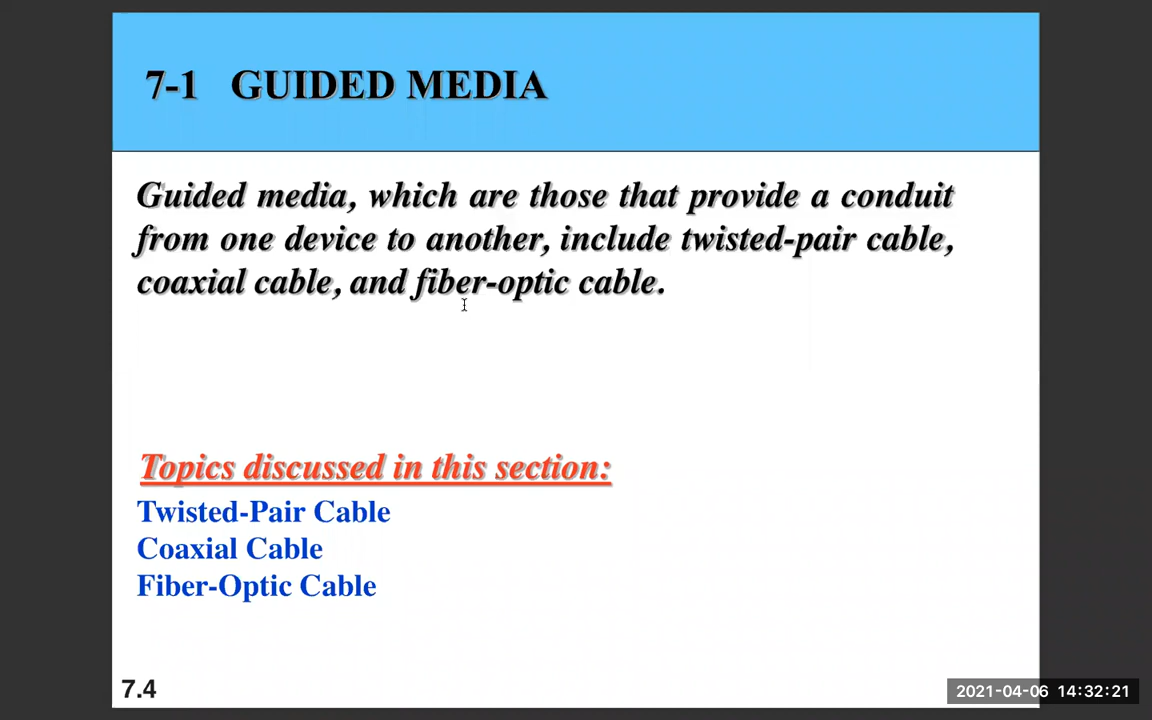 7-1 GUIDED MEDIA
Guided media, which are those that provide a conduit
from one device to another, include twisted-pair cable,
coaxial cable, and fiber-optic cable.
Topics discussed in this section:
Twisted-Pair Cable
Coaxial Cable
Fiber-Optic Cable
7.4
2021-04-06 14:32:21